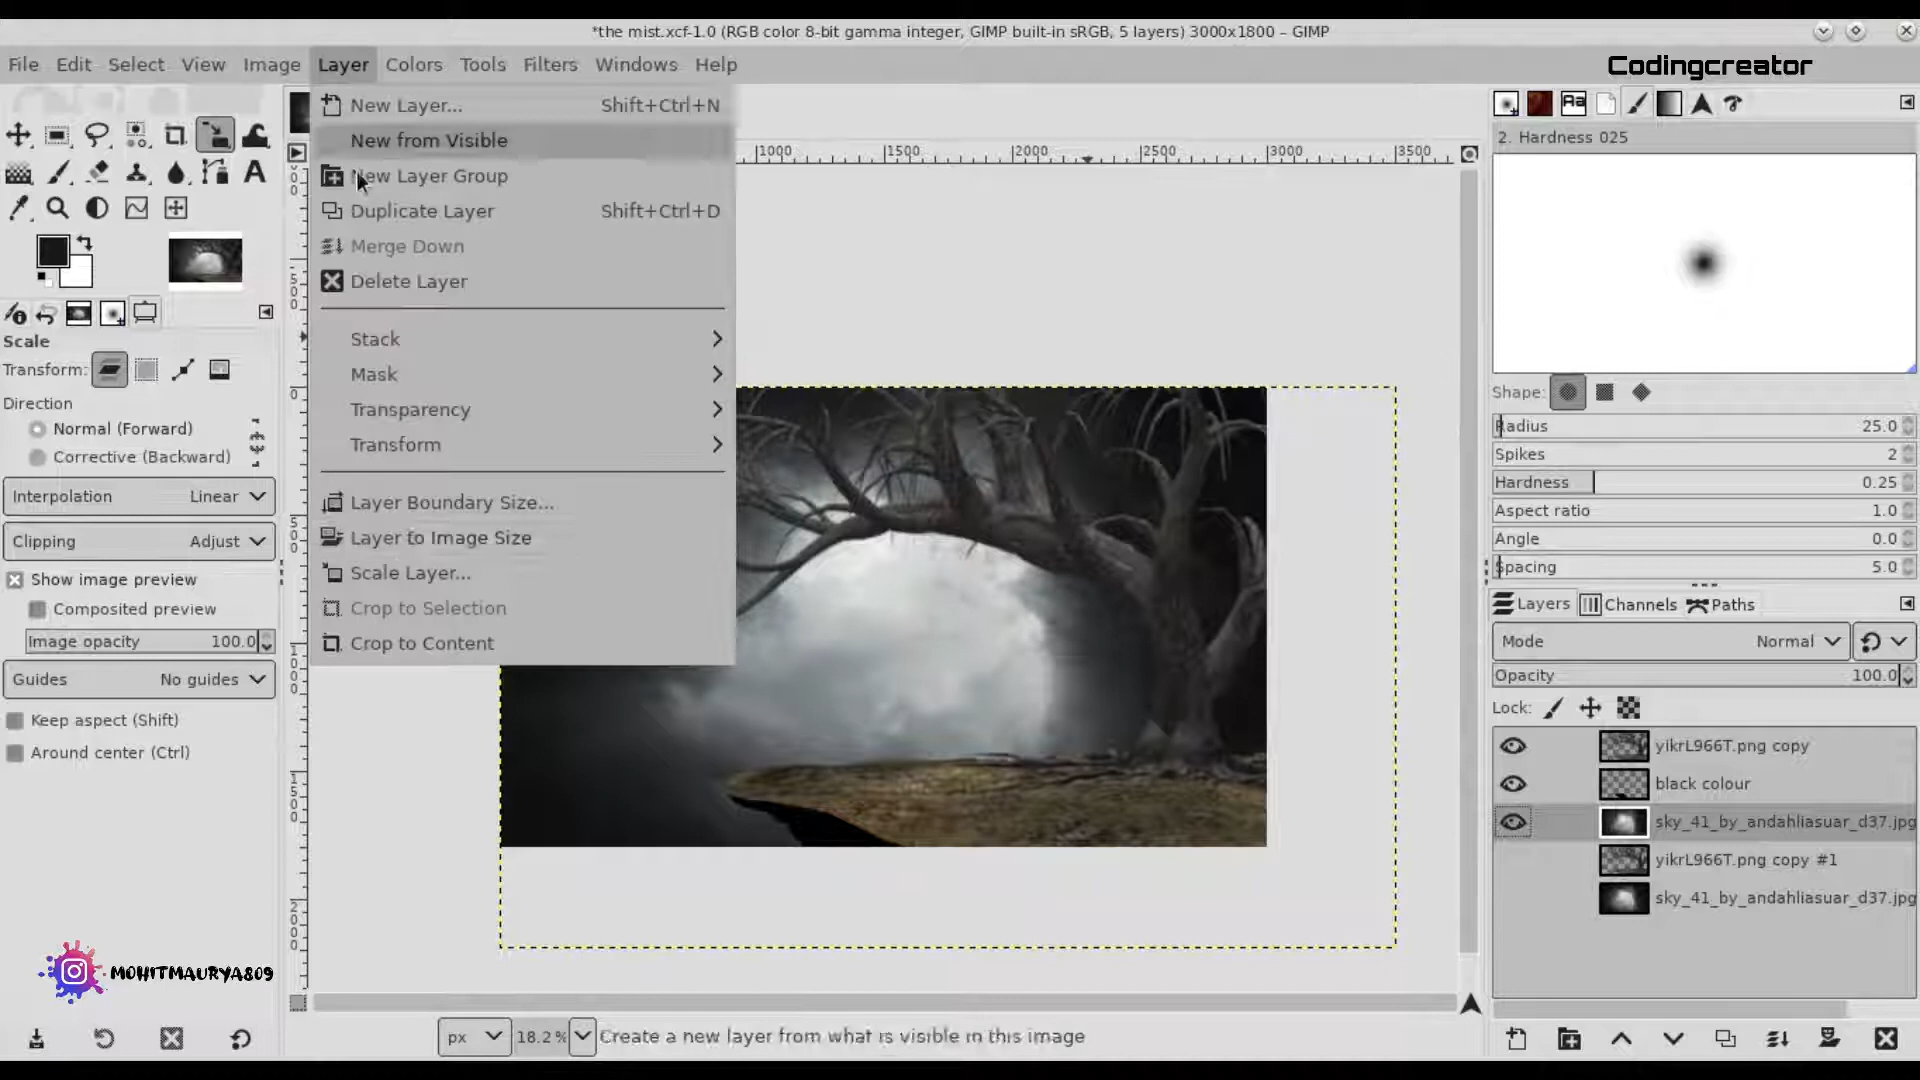 *the mist.xcf-1.0 (RGB color 8-bit gamma integer, GIMP built-in sRGB, 5 layers) 3000x1800 – GIMP
File Edit Select View Image Layer Colors Tools Filters Windows Help
Codingcreator
New Layer... Shift+Ctrl+N
New from Visible
New Layer Group
Duplicate Layer Shift+Ctrl+D
Merge Down
Delete Layer
Stack
Mask
Transparency
Transform
Layer Boundary Size...
Layer to Image Size
Scale Layer...
Crop to Selection
Crop to Content
1000 1500 2000 2500 3000 3500
Scale
Transform:
Direction
Normal (Forward)
Corrective (Backward)
Interpolation Linear
Clipping Adjust
Show image preview
Composited preview
Image opacity 100.0
Guides No guides
Keep aspect (Shift)
Around center (Ctrl)
MOHITMAURYA809
px 18.2 % Create a new layer from what is visible in this image
2. Hardness 025
Shape:
Radius 25.0
Spikes 2
Hardness 0.25
Aspect ratio 1.0
Angle 0.0
Spacing 5.0
Layers Channels Paths
Mode Normal
Opacity 100.0
Lock:
yikrL966T.png copy
black colour
sky_41_by_andahliasuar_d37.jpg
yikrL966T.png copy #1
sky_41_by_andahliasuar_d37.jpg